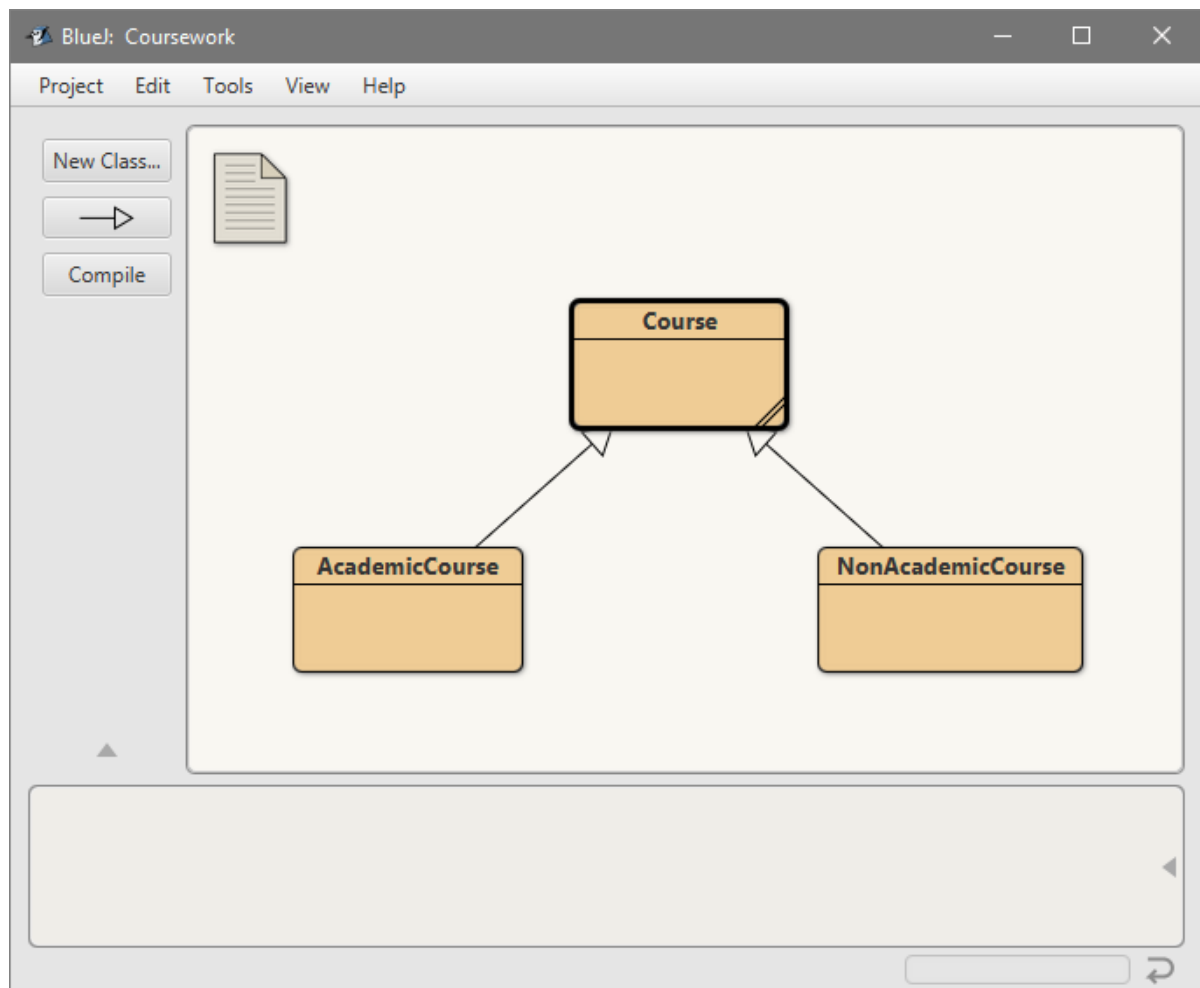 BlueJ: Coursework
Project Edit Tools View Help
New Class...
Compile
Course
AcademicCourse
NonAcademicCourse